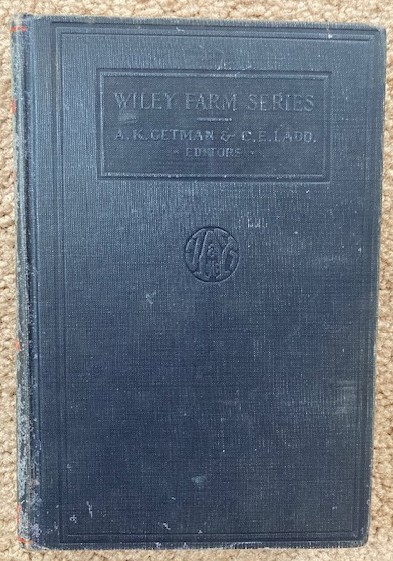 WILEY FARM SERIES
A.K. GETMAN & C.E. LADD.
• EDITORS •